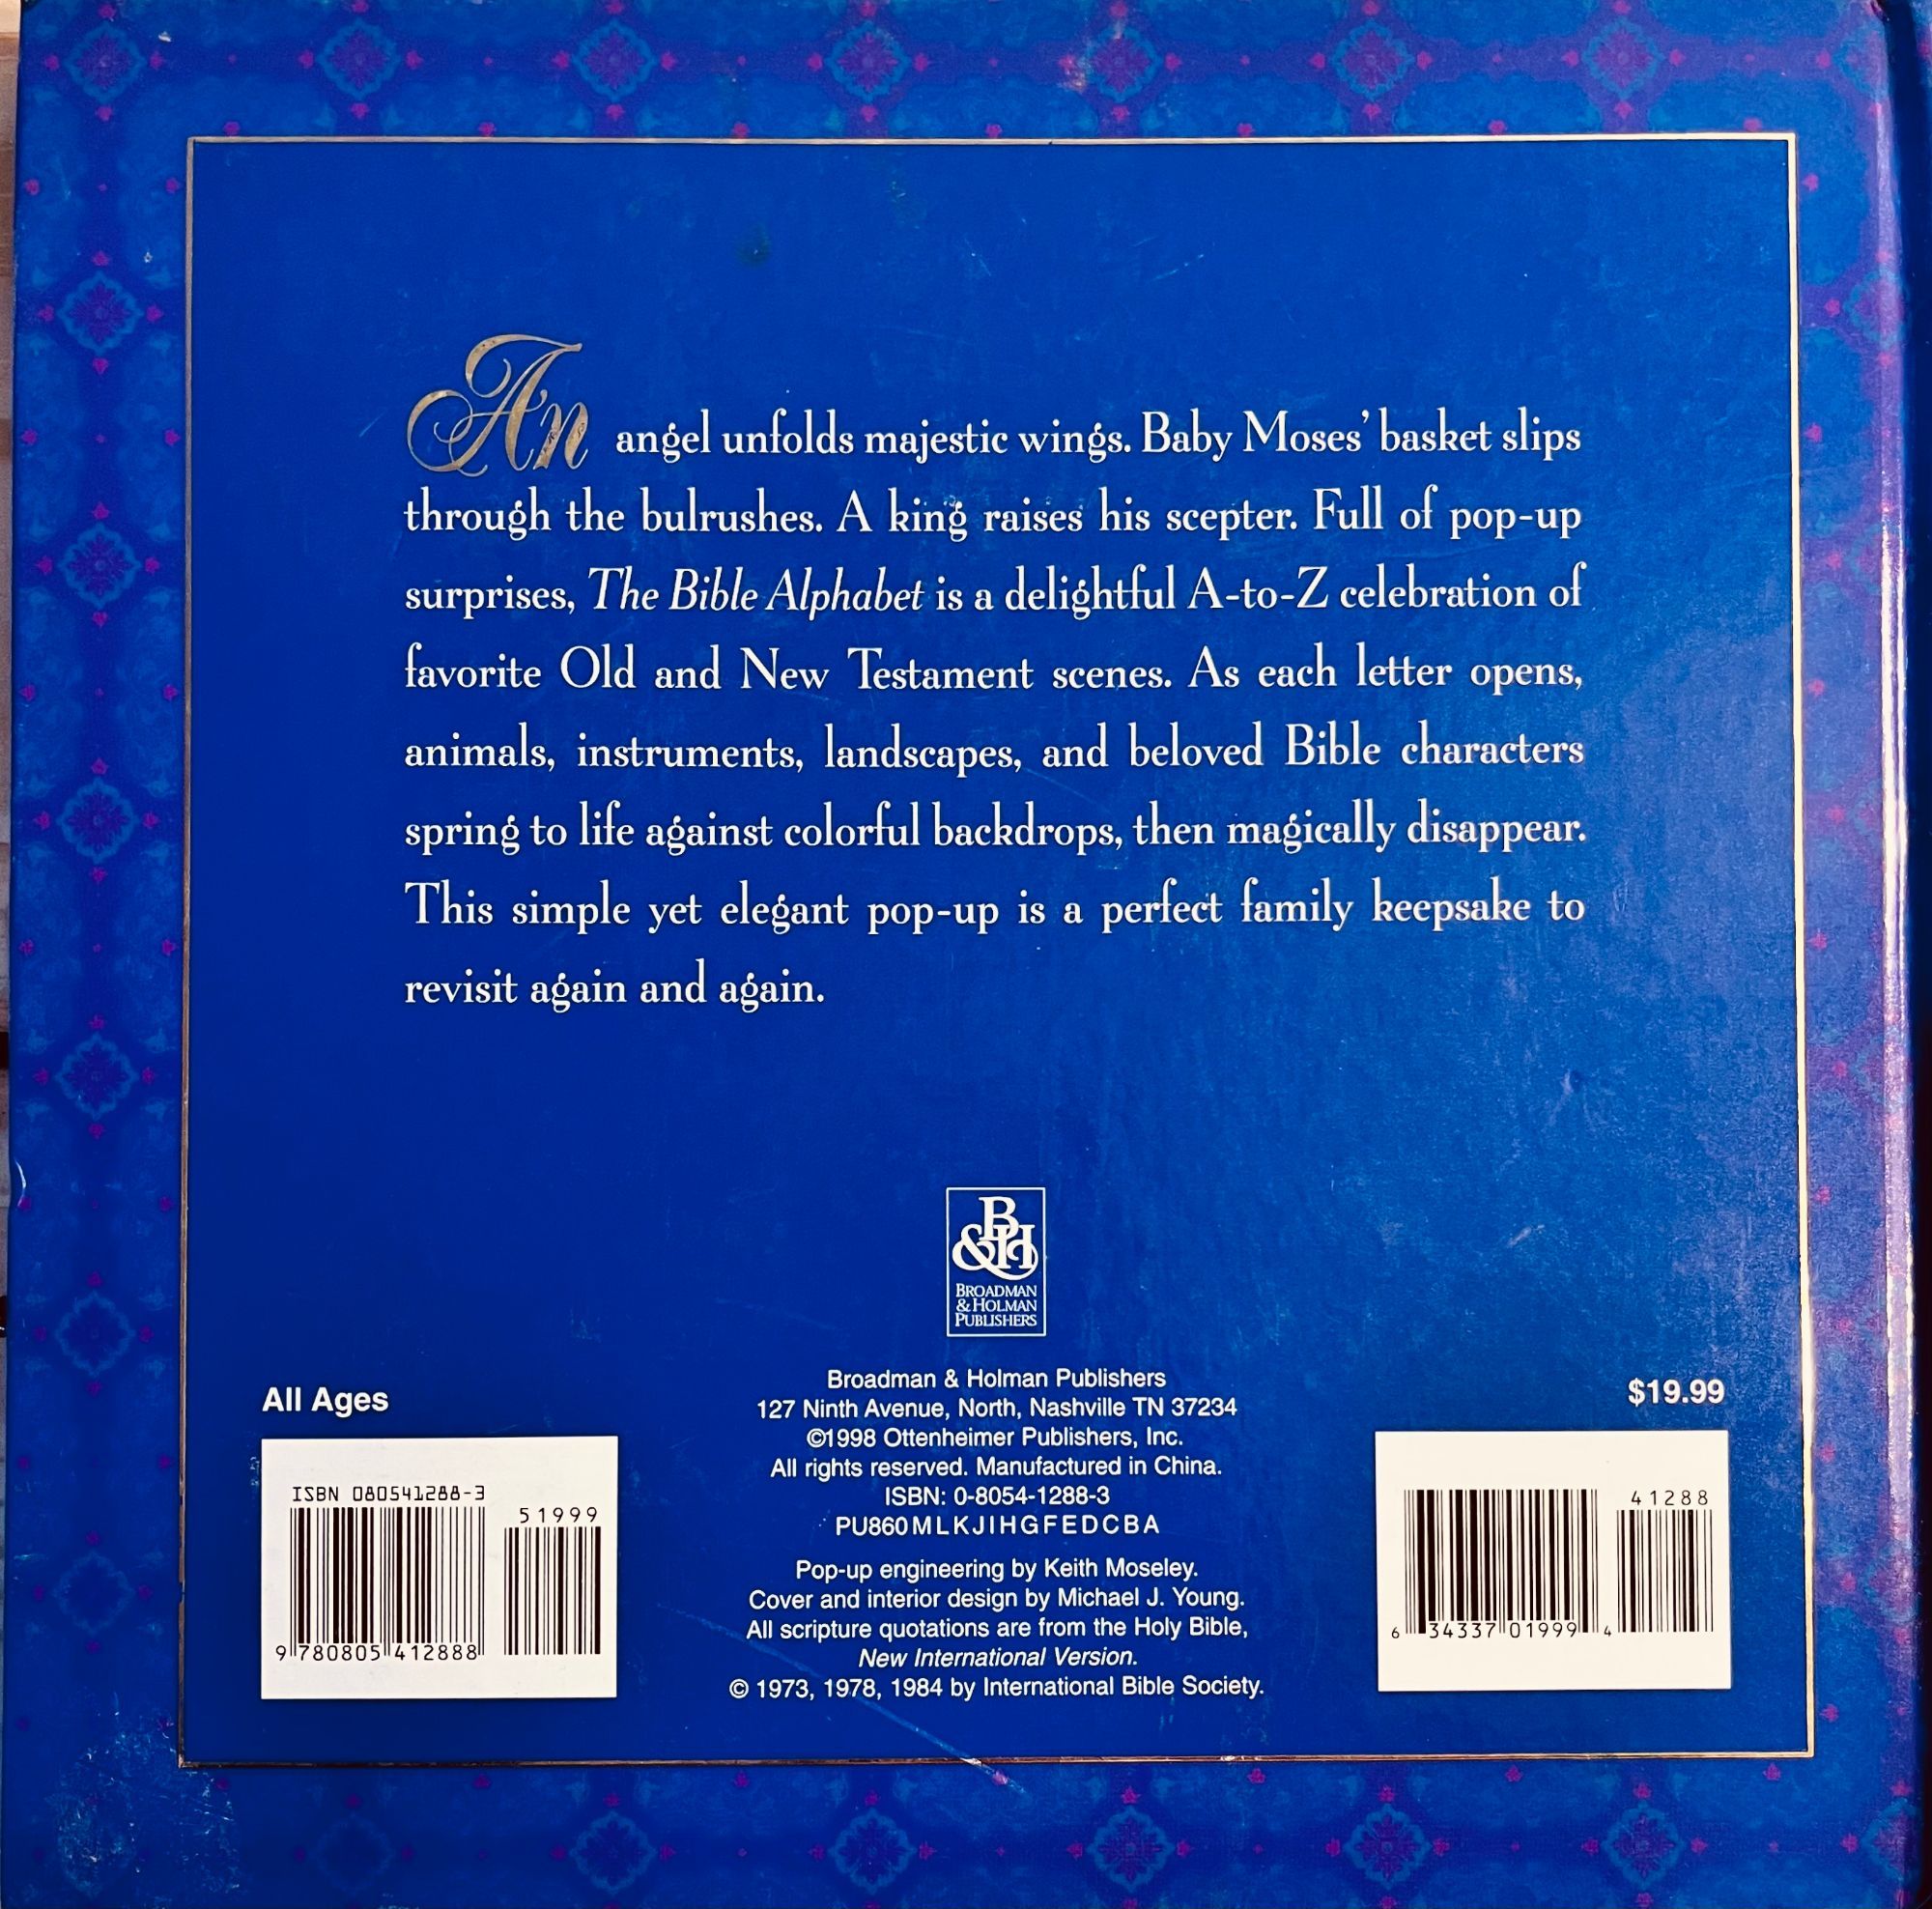 An angel unfolds majestic wings. Baby Moses’ basket slips
through the bulrushes. A king raises his scepter. Full of pop-up
surprises, The Bible Alphabet is a delightful A-to-Z celebration of
favorite Old and New Testament scenes. As each letter opens,
animals, instruments, landscapes, and beloved Bible characters
spring to life against colorful backdrops, then magically disappear.
This simple yet elegant pop-up is a perfect family keepsake to
revisit again and again.
B&H
BROADMAN
& HOLMAN
PUBLISHERS
All Ages
ISBN 080541288-3
51999
9 780805 412888
Broadman & Holman Publishers
127 Ninth Avenue, North, Nashville TN 37234
©1998 Ottenheimer Publishers, Inc.
All rights reserved. Manufactured in China.
ISBN: 0-8054-1288-3
PU860 M L K J I H G F E D C B A
Pop-up engineering by Keith Moseley.
Cover and interior design by Michael J. Young.
All scripture quotations are from the Holy Bible,
New International Version.
© 1973, 1978, 1984 by International Bible Society.
$19.99
41288
6 34337 01999 4